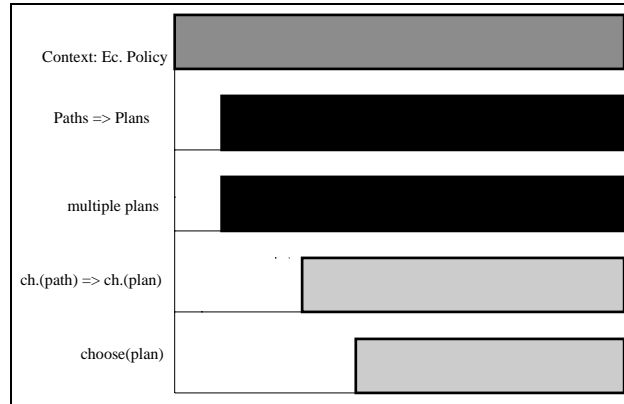 Context: Ec. Policy
Paths => Plans
multiple plans
ch.(path) => ch.(plan)
choose(plan)